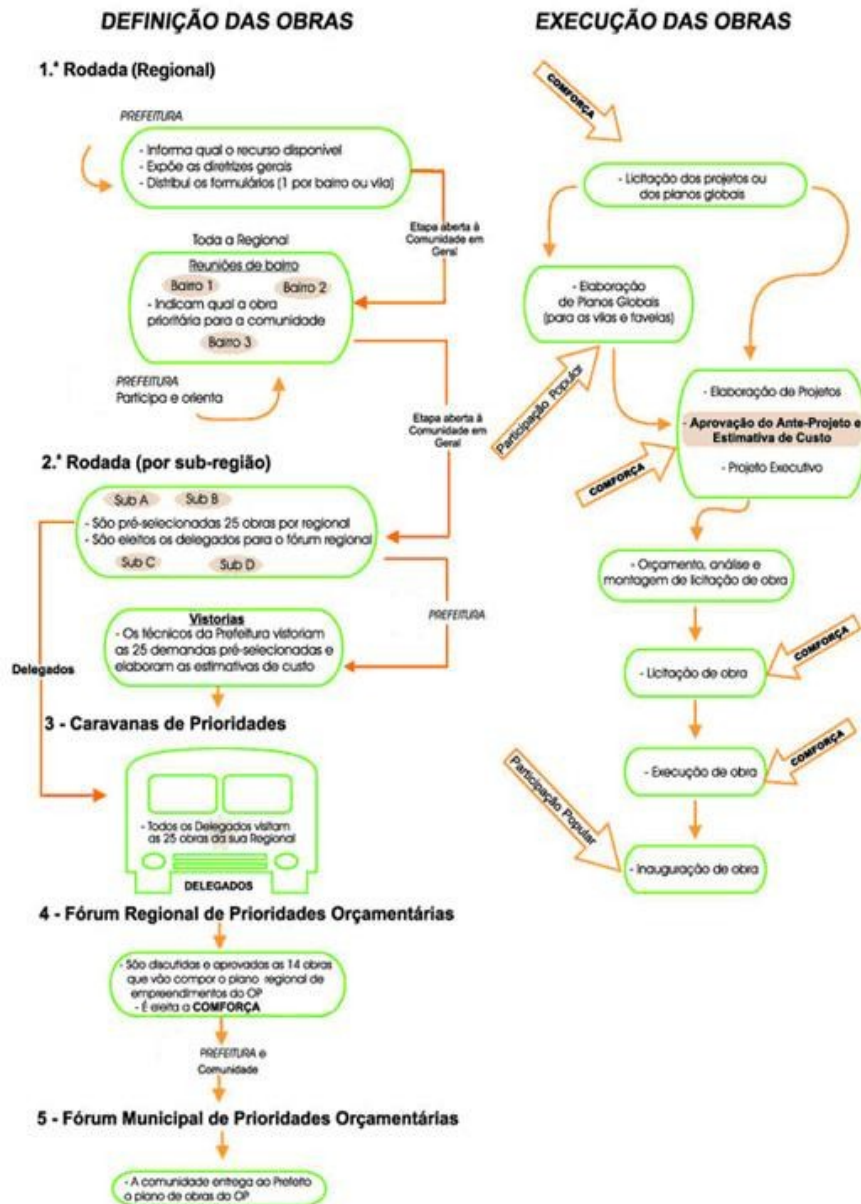 DEFINIÇÃO DAS OBRAS
1.ª Rodada (Regional)
PREFEITURA
- Informa qual o recurso disponível
- Expõe as diretrizes gerais
- Distribui os formulários (1 por bairro ou vila)
Etapa aberta à
Comunidade em
Geral
Toda a Regional
Reuniões de bairro
Bairro 1
Bairro 2
- Indicam qual a obra
prioritária para a comunidade
Bairro 3
PREFEITURA
Participa e orienta
Etapa aberta à
Comunidade em
Geral
2.ª Rodada (por sub-região)
Sub A
Sub B
- São pré-selecionadas 25 obras por regional
- São eleitos os delegados para o fórum regional
Sub C
Sub D
PREFEITURA
Vistorias
- Os técnicos da Prefeitura vistoriam
as 25 demandas pré-selecionadas e
elaboram as estimativas de custo
Delegados
3 - Caravanas de Prioridades
- Todos os Delegados visitam
as 25 obras da sua Regional
DELEGADOS
4 - Fórum Regional de Prioridades Orçamentárias
- São discutidas e aprovadas as 14 obras
que vão compor o plano regional de
empreendimentos do OP
- É eleita a COMFORÇA
PREFEITURA e
Comunidade
5 - Fórum Municipal de Prioridades Orçamentárias
- A comunidade entrega ao Prefeito
o plano de obras do OP
EXECUÇÃO DAS OBRAS
COMFORÇA
- Licitação dos projetos ou
dos planos globais
- Elaboração
de Planos Globais
(para as vilas e favelas)
Participação Popular
- Elaboração de Projetos
- Aprovação do Ante-Projeto e
Estimativa de Custo
- Projeto Executivo
COMFORÇA
- Orçamento, análise e
montagem de licitação de obra
COMFORÇA
- Licitação de obra
COMFORÇA
- Execução de obra
Participação Popular
- Inauguração de obra